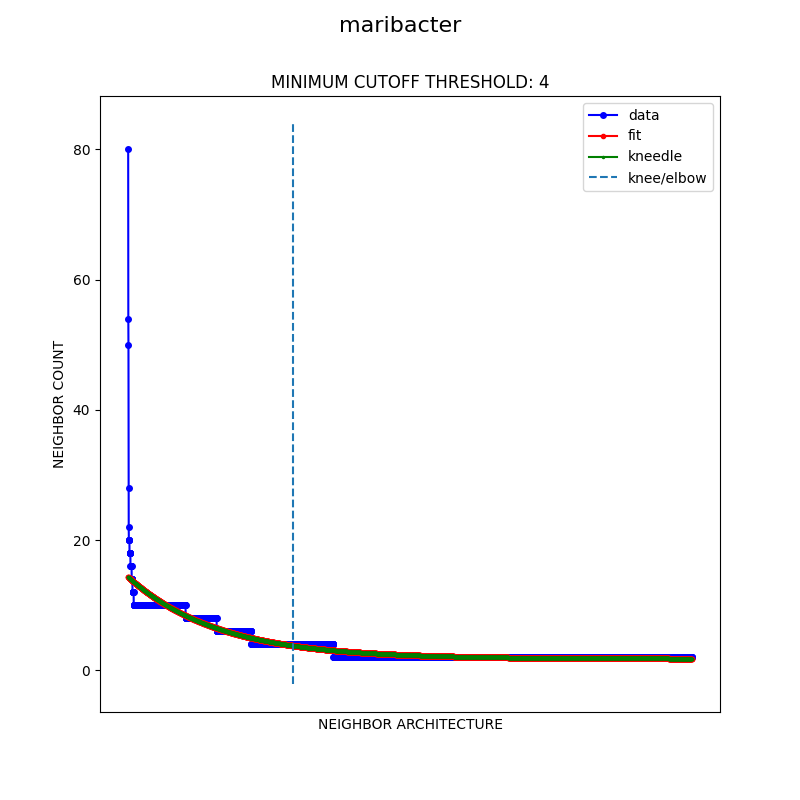 maribacter
MINIMUM CUTOFF THRESHOLD: 4
data
fit
kneedle
knee/elbow
80
60
40
20
0
NEIGHBOR COUNT
NEIGHBOR ARCHITECTURE